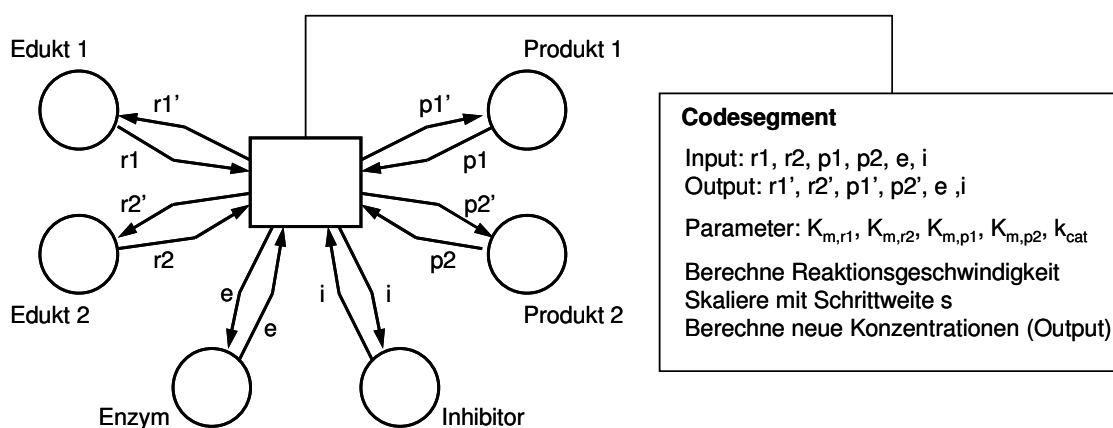 Edukt 1
Produkt 1
r1’
p1’
r1
p1
r2’
p2’
r2
p2
Edukt 2
Produkt 2
e
e
i
i
Enzym
Inhibitor
Codesegment
Input: r1, r2, p1, p2, e, i
Output: r1’, r2’, p1’, p2’, e ,i
Parameter: Km,r1, Km,r2, Km,p1, Km,p2, kcat
Berechne Reaktionsgeschwindigkeit
Skaliere mit Schrittweite s
Berechne neue Konzentrationen (Output)